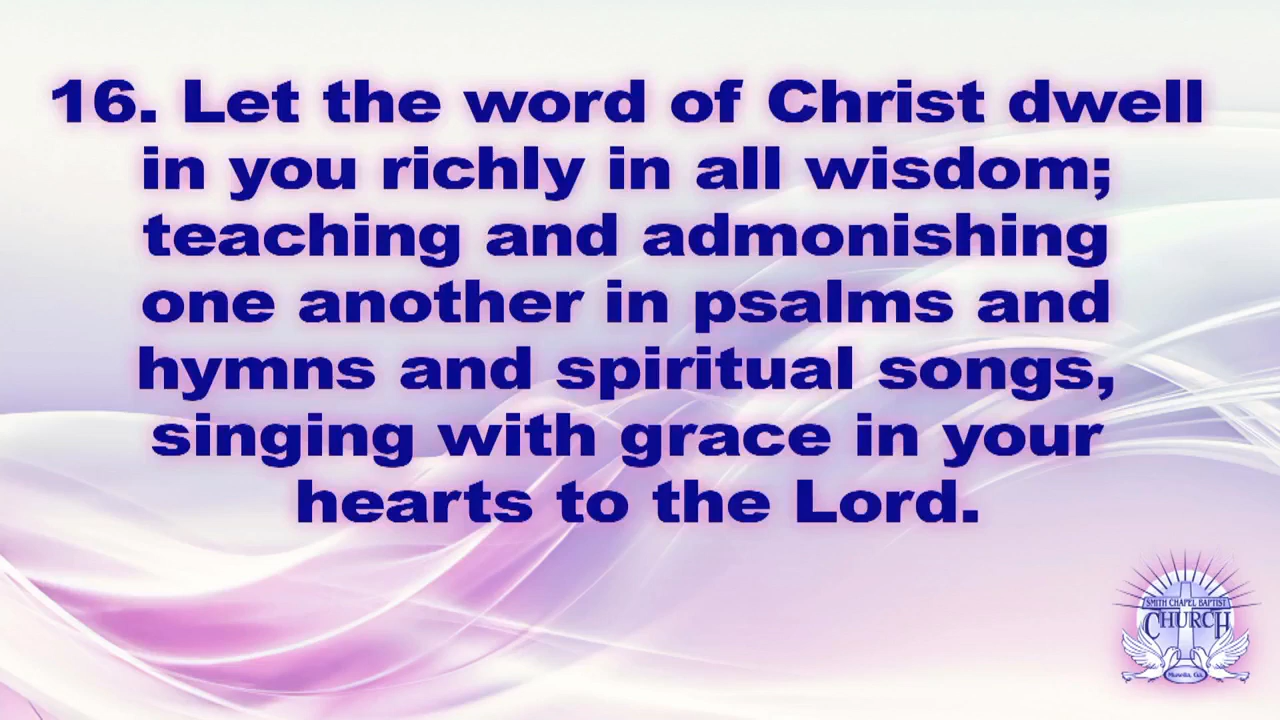 16. Let the word of Christ dwell
in you richly in all wisdom;
teaching and admonishing
one another in psalms and
hymns and spiritual songs,
singing with grace in your
hearts to the Lord.
SMITH CHAPEL BAPTIST
CHURCH